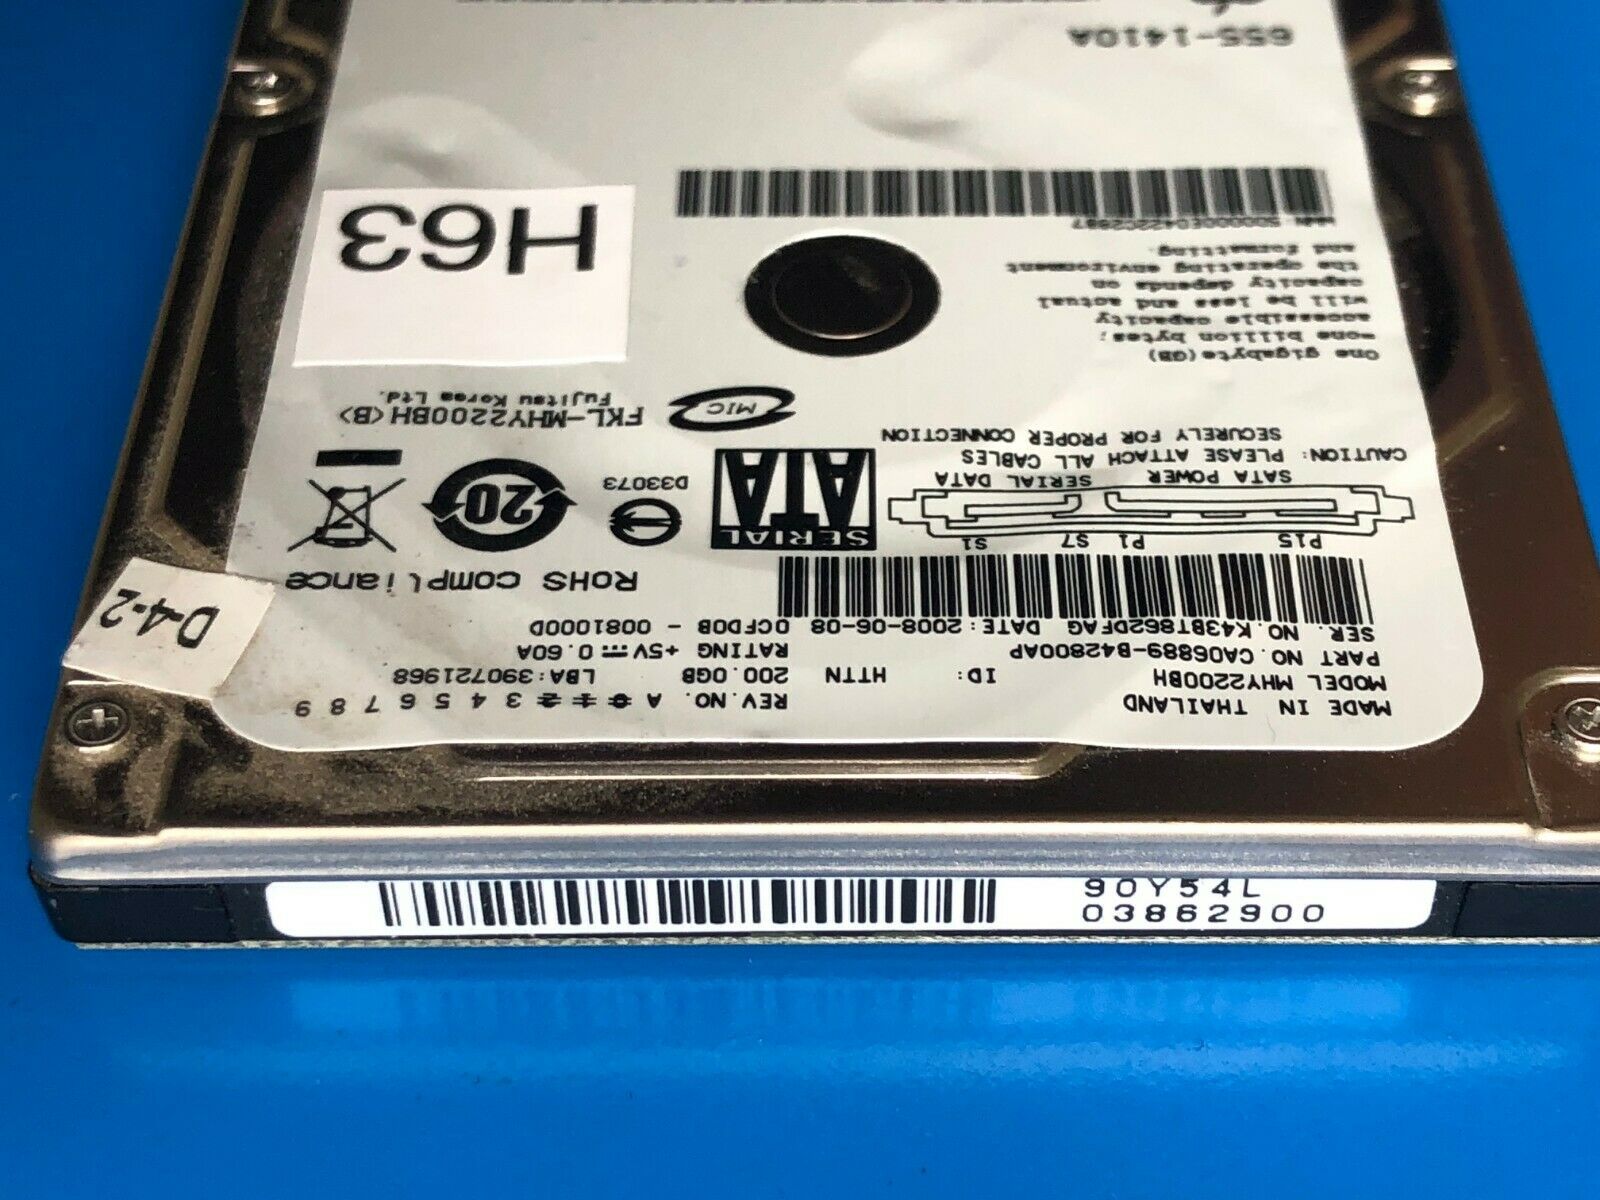 MADE IN THAILAND
MODEL MHY2200BH ID: HTTN
PART NO. CA06889-B42800AP
SER. NO. K43BT862DFAG DATE: 2008-06-08
REV. NO. A 0 1 2 3 4 5 6 7 8 9
200.0GB LBA:390721968
RATING +5V 0.60A
0CFD0B - 0081000D
RoHS compliance
P15 P1 S7 S1
SATA POWER SERIAL DATA
CAUTION: PLEASE ATTACH ALL CABLES
SECURELY FOR PROPER CONNECTION
SERIAL
ATA
D33073
20
MIC
FKL-MHY2200BH<B>
Fujitsu Korea Ltd.
One gigabyte(GB)
=one billion bytes;
accessible capacity
will be less and actual
capacity depends on
the operating environment
and formatting.
H63
655-1410A
D-4-2
90Y54L
03862900